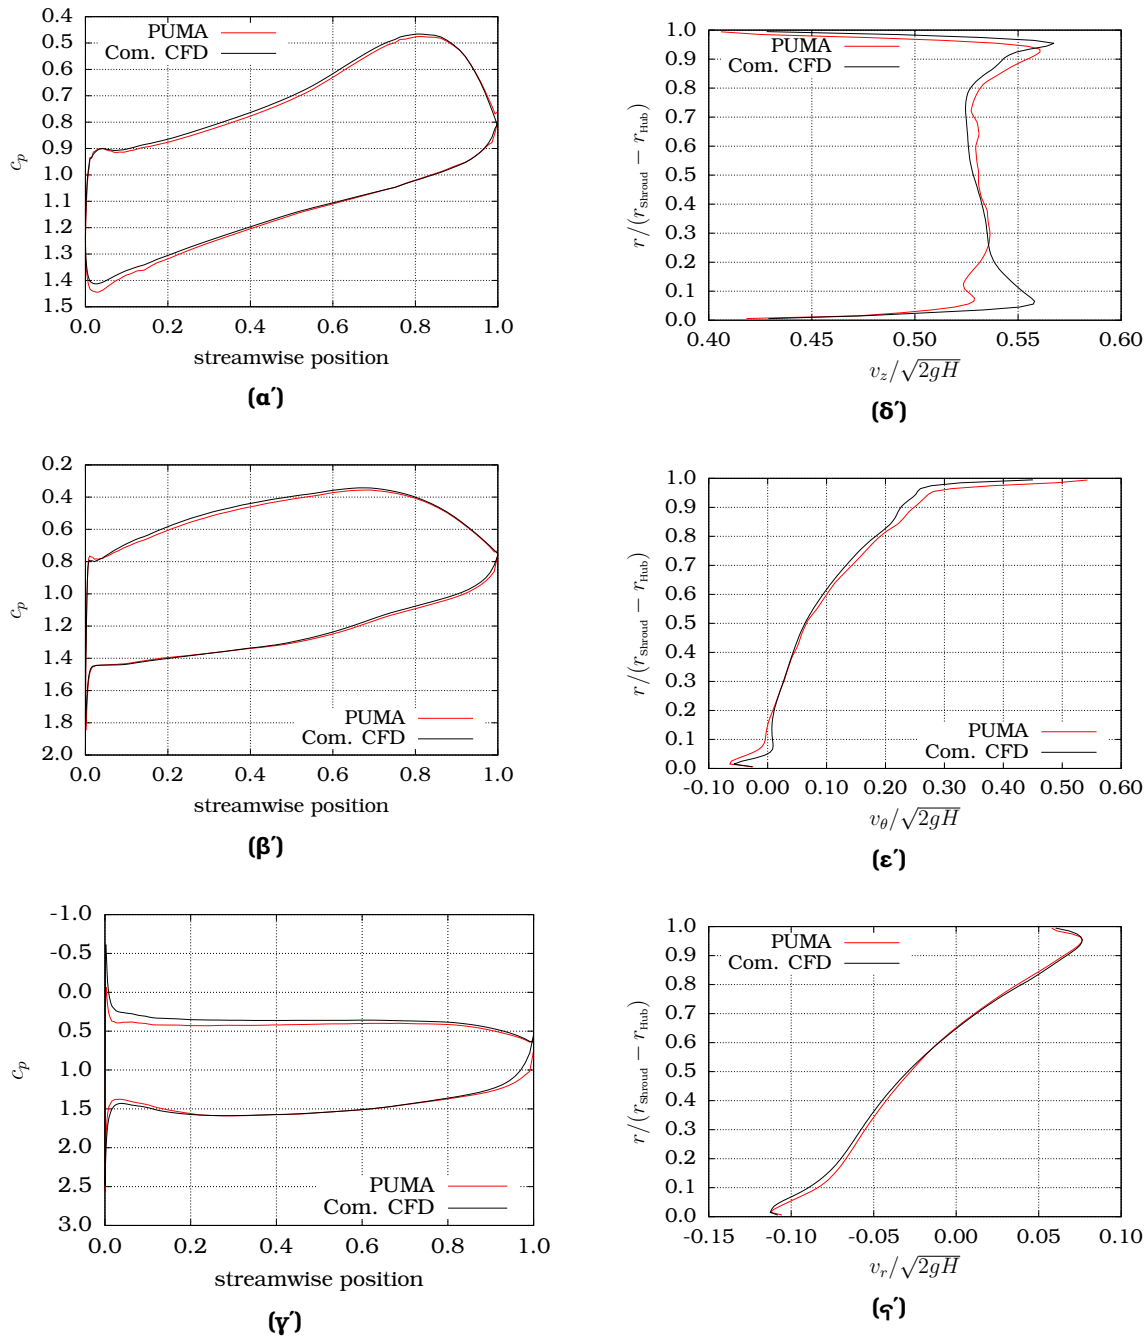 0.4
0.5
0.6
0.7
0.8
0.9
1.0
1.1
1.2
1.3
1.4
1.5
c_p
PUMA
Com. CFD
0.0 0.2 0.4 0.6 0.8 1.0
streamwise position
(α′)
1.0
0.9
0.8
0.7
0.6
0.5
0.4
0.3
0.2
0.1
0.0
r/(r_Shroud − r_Hub)
PUMA
Com. CFD
0.40 0.45 0.50 0.55 0.60
v_z/√2gH
(δ′)
0.2
0.4
0.6
0.8
1.0
1.2
1.4
1.6
1.8
2.0
c_p
PUMA
Com. CFD
0.0 0.2 0.4 0.6 0.8 1.0
streamwise position
(β′)
1.0
0.9
0.8
0.7
0.6
0.5
0.4
0.3
0.2
0.1
0.0
r/(r_Shroud − r_Hub)
PUMA
Com. CFD
-0.10 0.00 0.10 0.20 0.30 0.40 0.50 0.60
v_θ/√2gH
(ε′)
-1.0
-0.5
0.0
0.5
1.0
1.5
2.0
2.5
3.0
c_p
PUMA
Com. CFD
0.0 0.2 0.4 0.6 0.8 1.0
streamwise position
(γ′)
1.0
0.9
0.8
0.7
0.6
0.5
0.4
0.3
0.2
0.1
0.0
r/(r_Shroud − r_Hub)
PUMA
Com. CFD
-0.15 -0.10 -0.05 0.00 0.05 0.10
v_r/√2gH
(ϛ′)